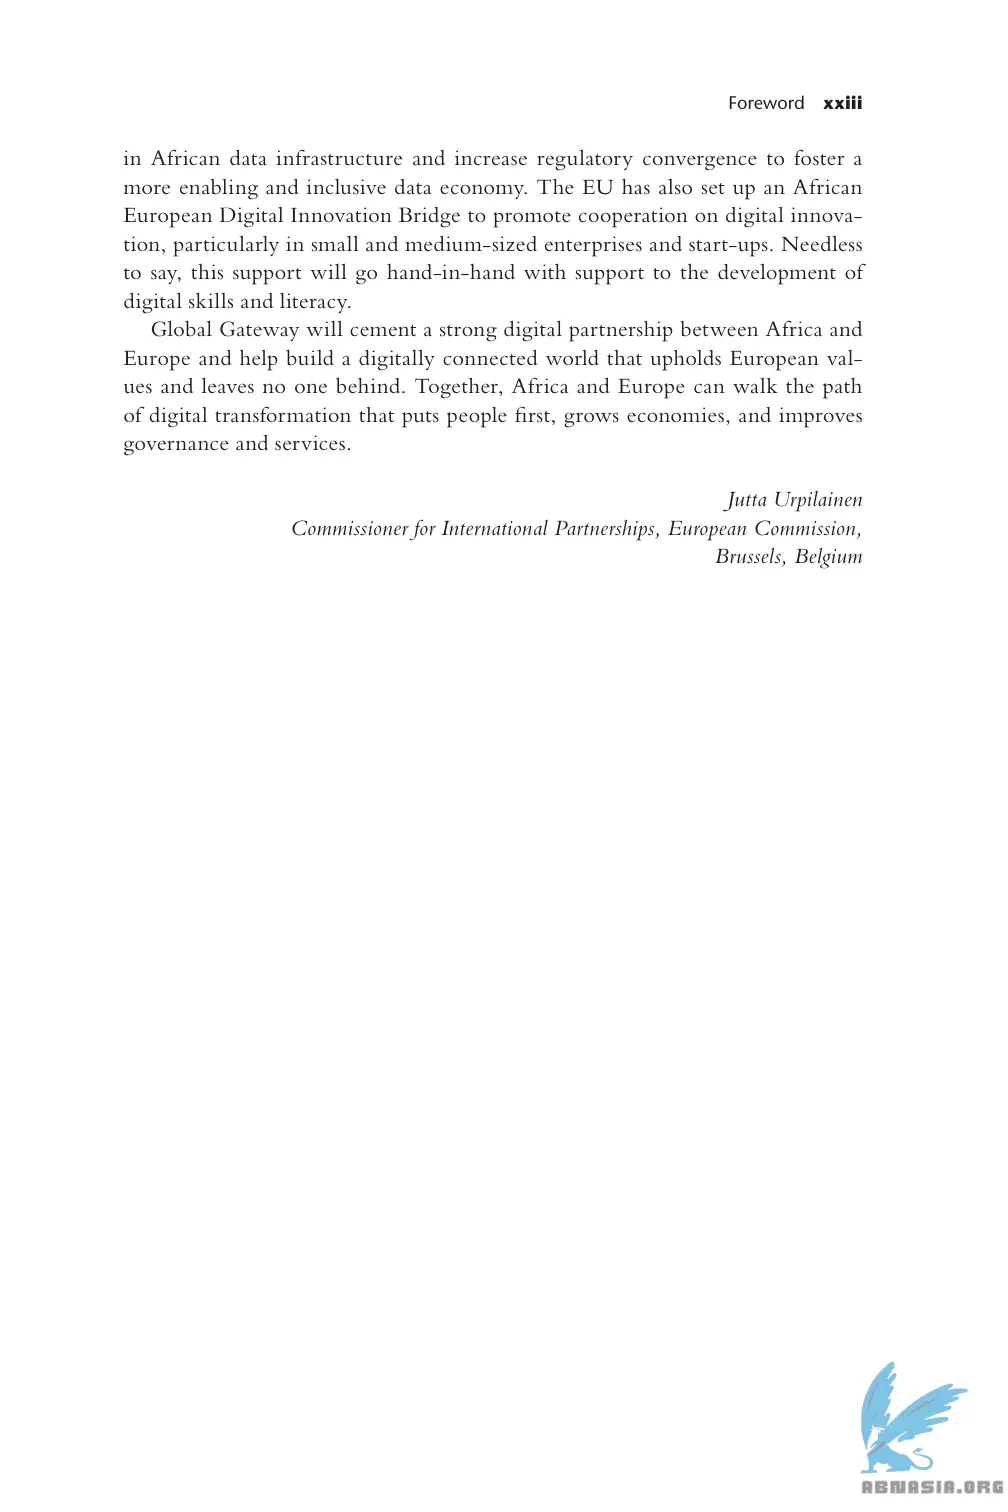 Foreword xxiii
in African data infrastructure and increase regulatory convergence to foster a
more enabling and inclusive data economy. The EU has also set up an African
European Digital Innovation Bridge to promote cooperation on digital innova-
tion, particularly in small and medium-sized enterprises and start-ups. Needless
to say, this support will go hand-in-hand with support to the development of
digital skills and literacy.
Global Gateway will cement a strong digital partnership between Africa and
Europe and help build a digitally connected world that upholds European val-
ues and leaves no one behind. Together, Africa and Europe can walk the path
of digital transformation that puts people first, grows economies, and improves
governance and services.
Jutta Urpilainen
Commissioner for International Partnerships, European Commission,
Brussels, Belgium
ABNASIA.ORG